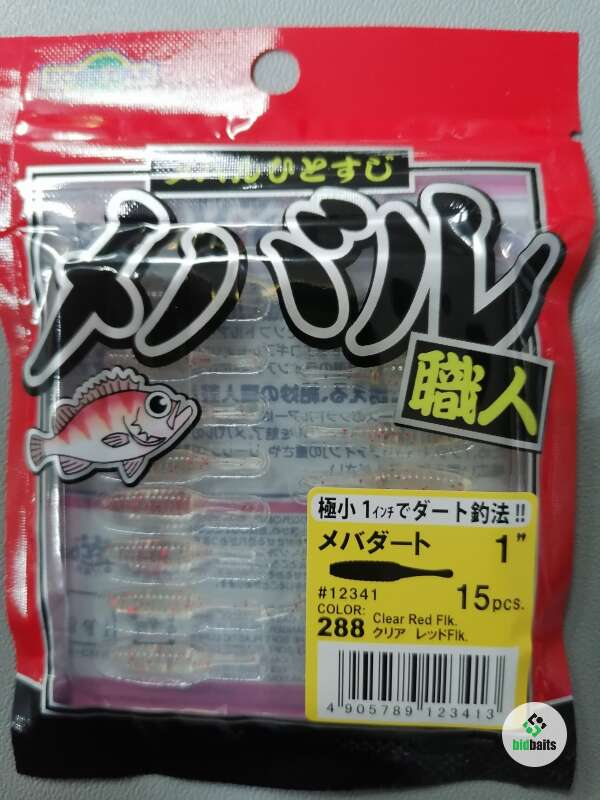 メバルひとすじ
メバル
職人
極小1インチでダート釣法!!
メバダート 1"
#12341
15pcs.
COLOR:
288
Clear Red Flk.
クリア レッドFlk.
4 905789 123413
bidbaits